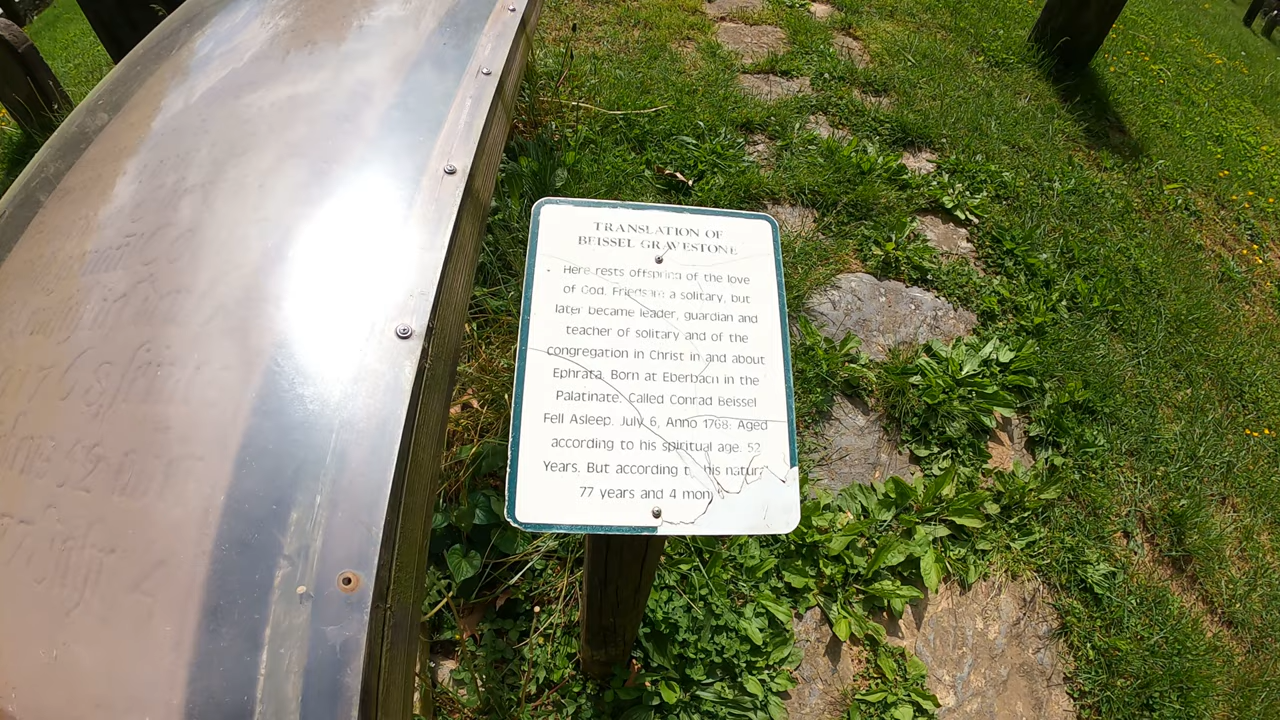 TRANSLATION OF
BEISSEL GRAVESTONE
Here rests offspring of the love
of God. Friedsam a solitary, but
later became leader, guardian and
teacher of solitary and of the
congregation in Christ in and about
Ephrata. Born at Eberbach in the
Palatinate. Called Conrad Beissel
Fell Asleep. July 6, Anno 1768: Aged
according to his spiritual age. 52
Years. But according t his natura
77 years and 4 mon